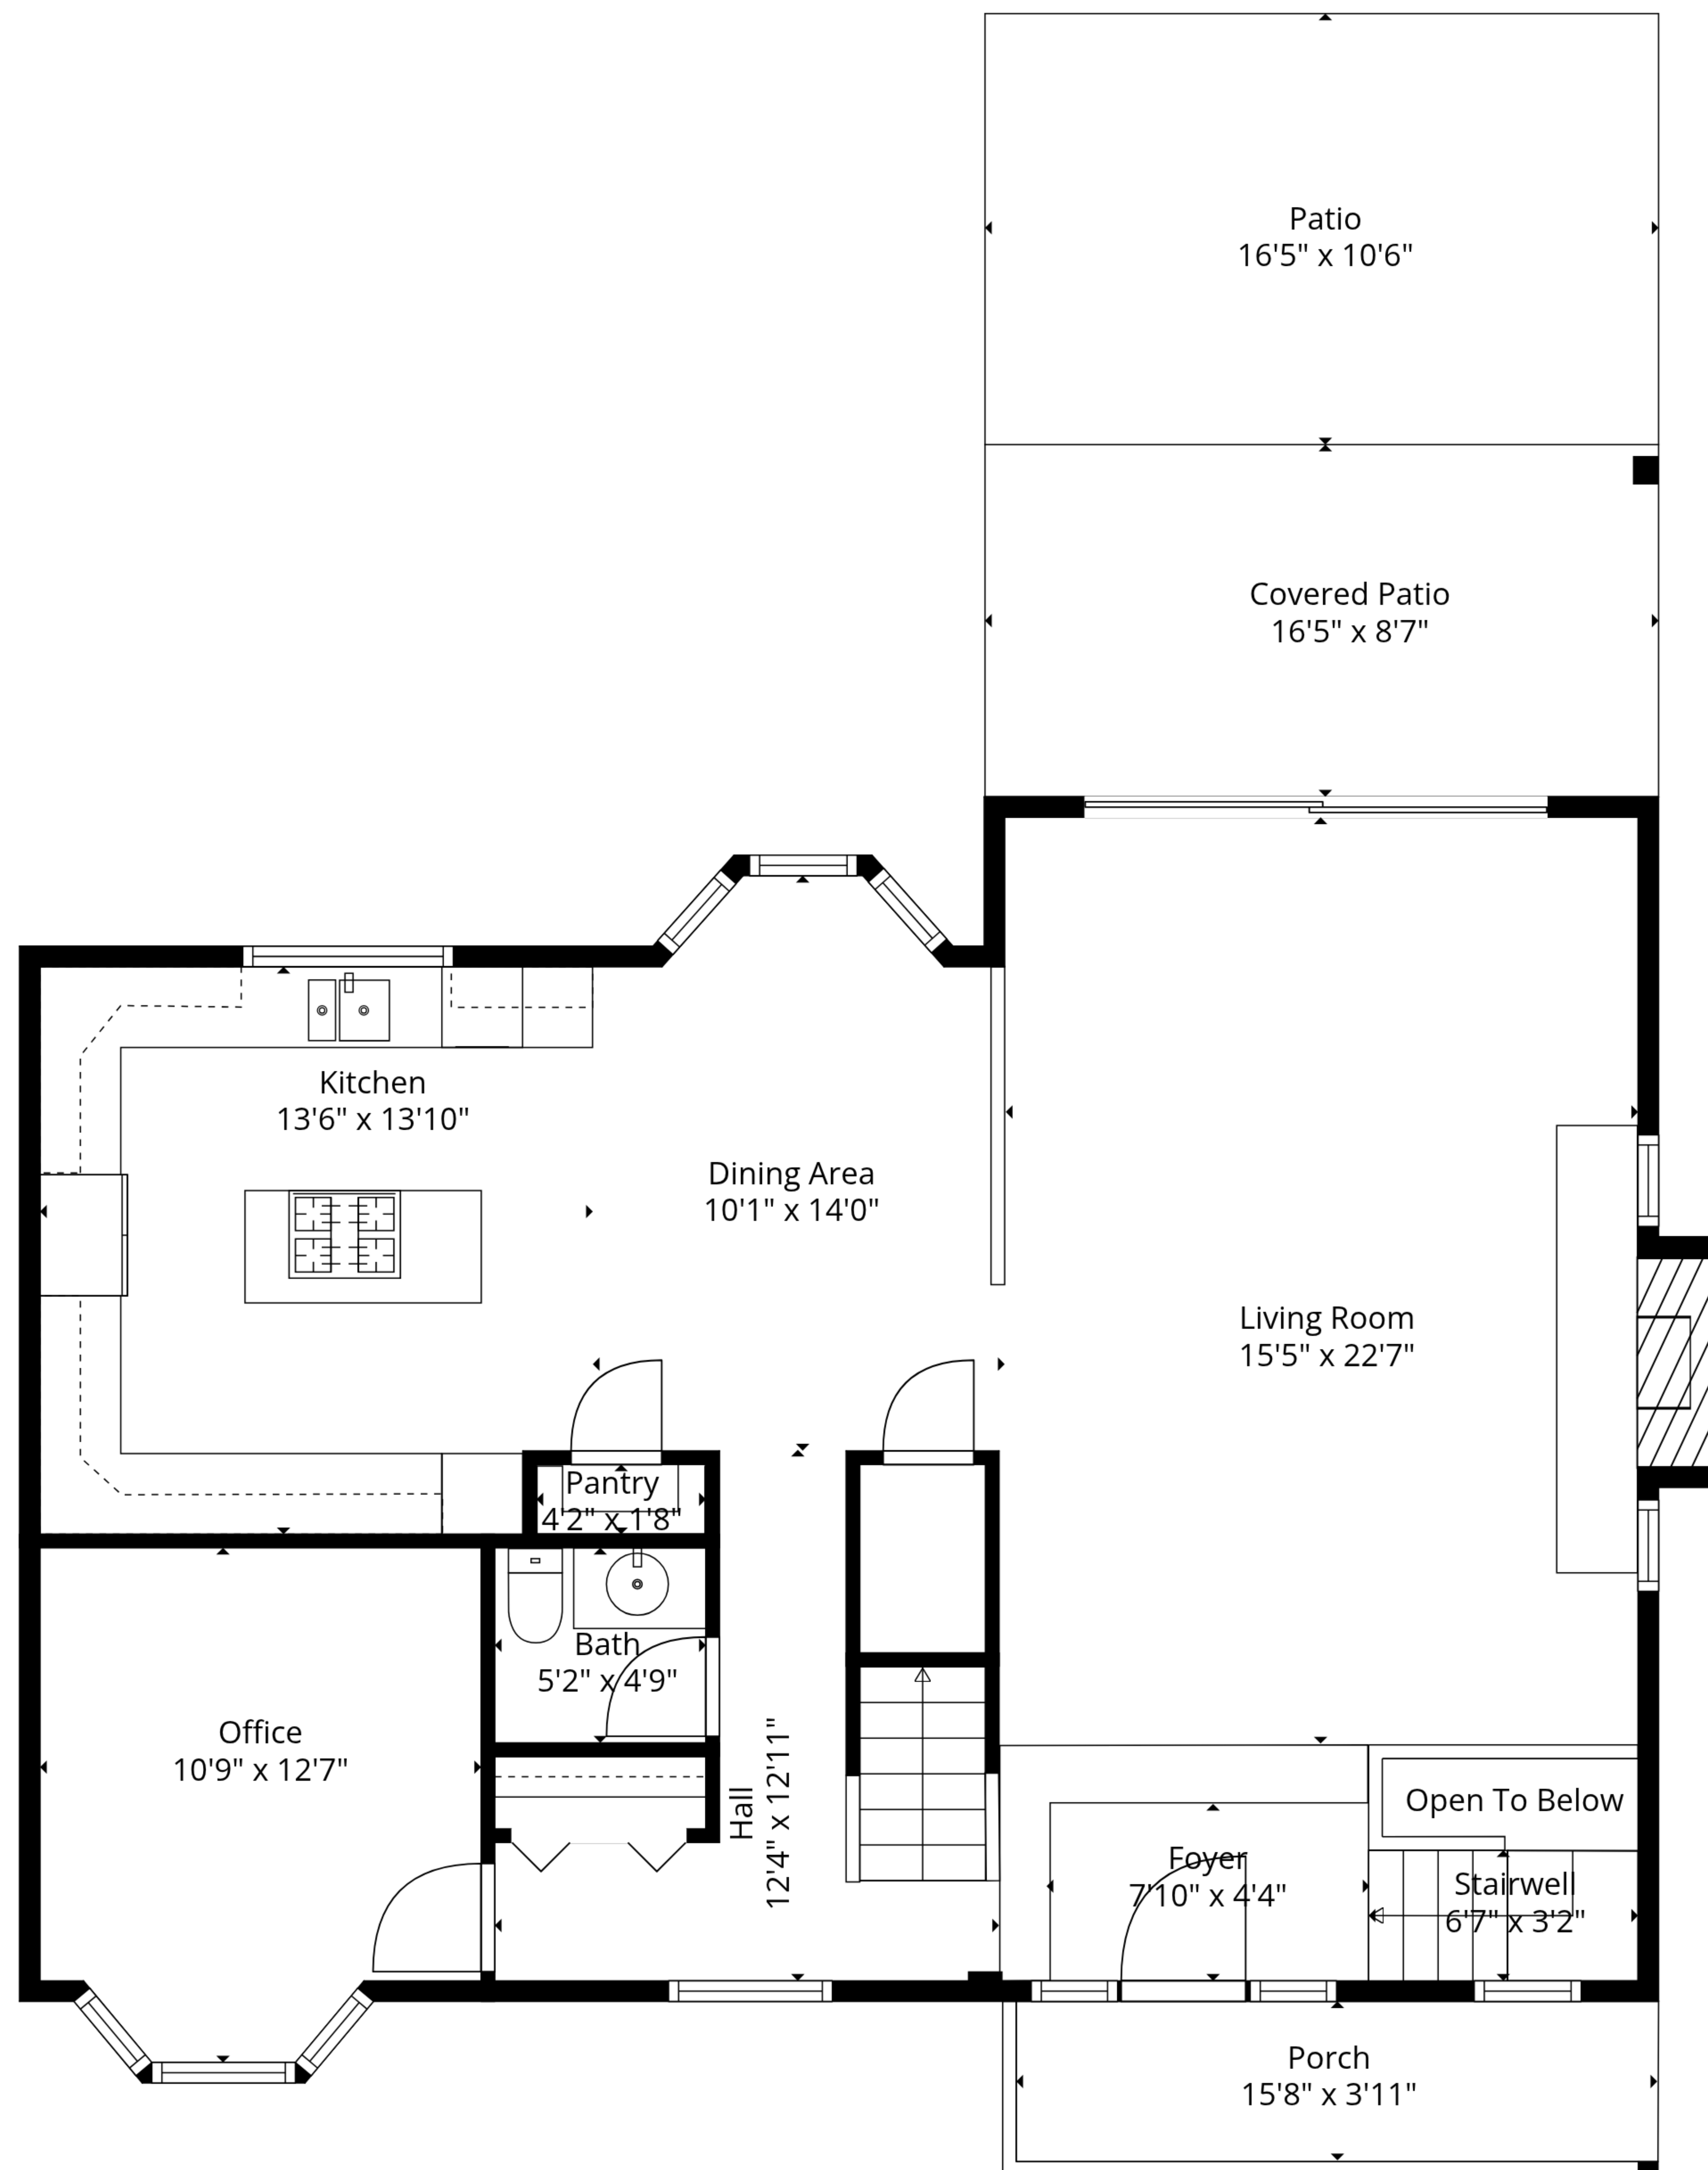 Patio
16'5" x 10'6"
Covered Patio
16'5" x 8'7"
Kitchen
13'6" x 13'10"
Dining Area
10'1" x 14'0"
Living Room
15'5" x 22'7"
Pantry
4'2" x 1'8"
Bath
5'2" x 4'9"
Office
10'9" x 12'7"
Hall
12'4" x 12'11"
Open To Below
Foyer
7'10" x 4'4"
Stairwell
6'7" x 3'2"
Porch
15'8" x 3'11"